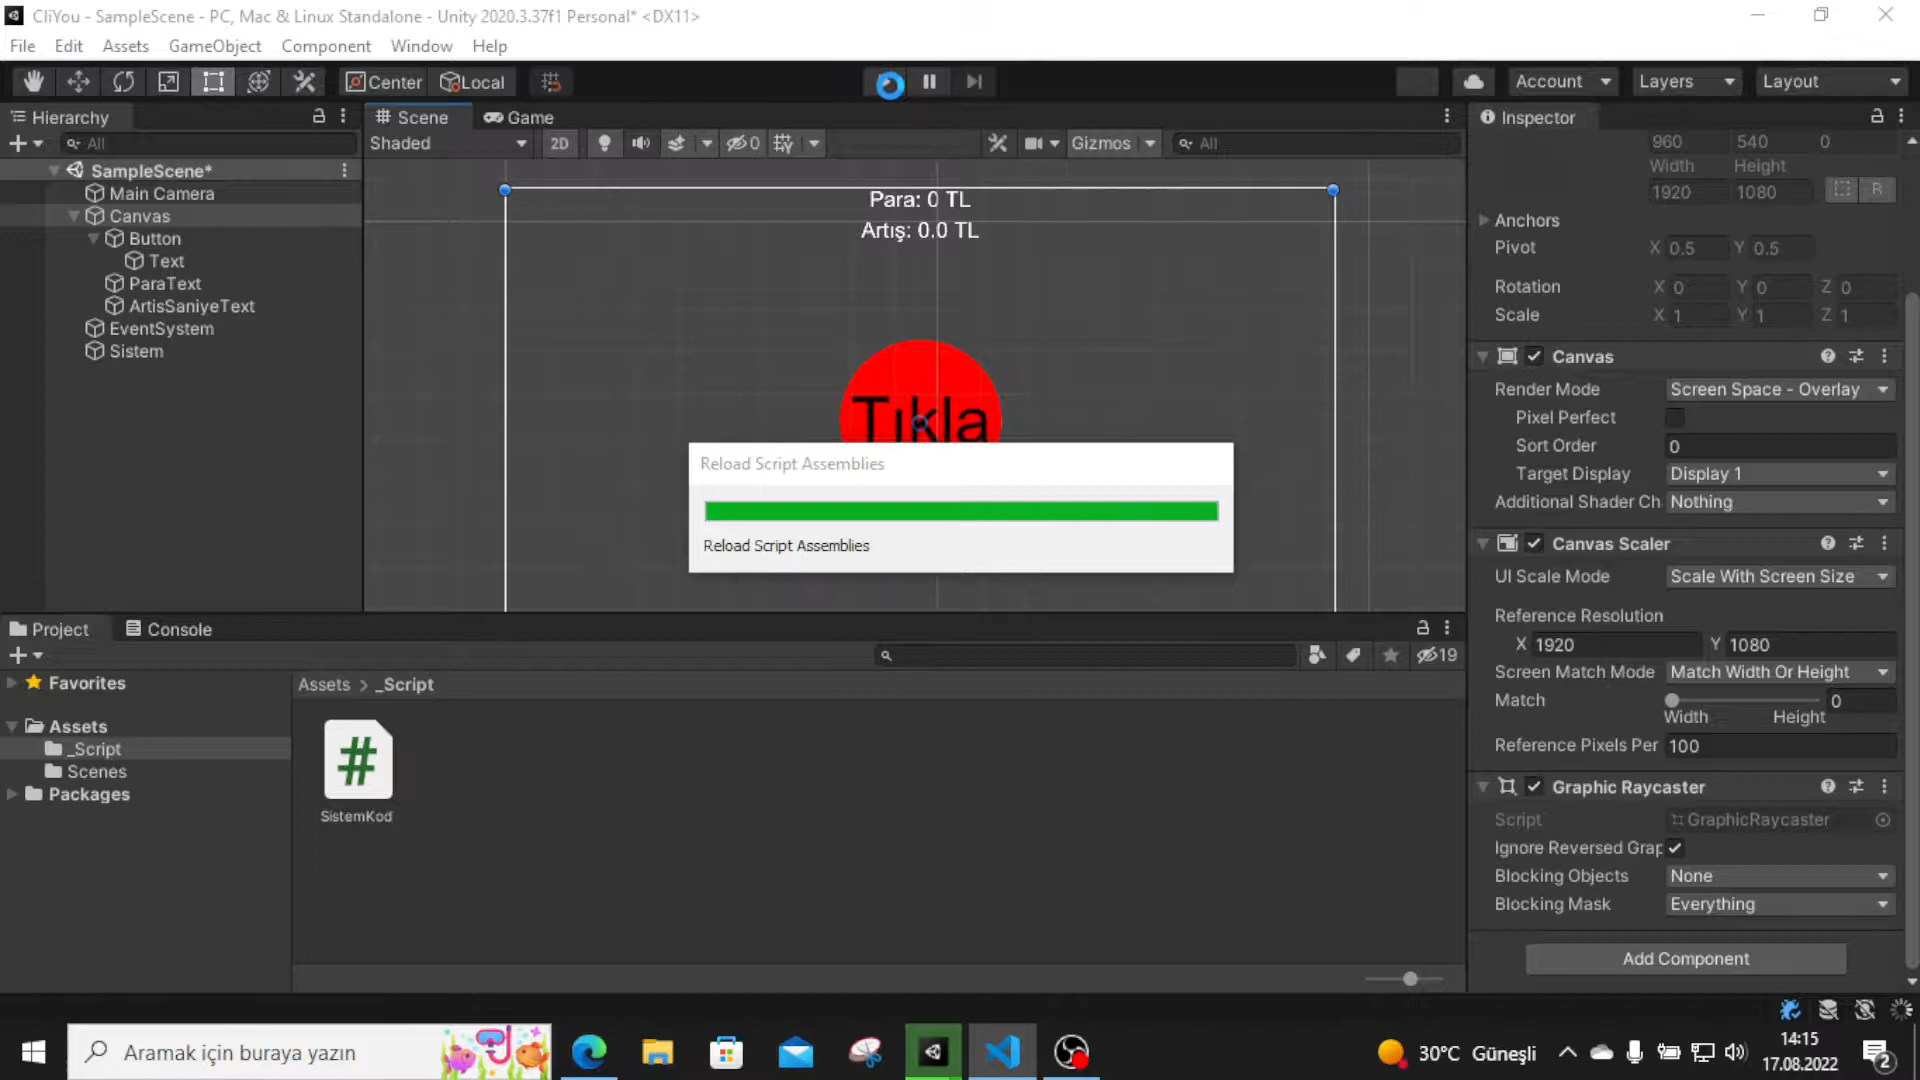 CliYou - SampleScene - PC, Mac & Linux Standalone - Unity 2020.3.37f1 Personal* <DX11>
File Edit Assets GameObject Component Window Help
Center Local Account Layers Layout
Hierarchy
All
SampleScene*
Main Camera
Canvas
Button
Text
ParaText
ArtisSaniyeText
EventSystem
Sistem
Scene Game
Shaded 2D 0 Gizmos All
Para: 0 TL
Artış: 0.0 TL
Tıkla
Reload Script Assemblies
Reload Script Assemblies
Inspector
960 540 0
Width Height
1920 1080 R
Anchors
Pivot X 0.5 Y 0.5
Rotation X 0 Y 0 Z 0
Scale X 1 Y 1 Z 1
Canvas
Render Mode Screen Space - Overlay
Pixel Perfect
Sort Order 0
Target Display Display 1
Additional Shader Ch Nothing
Canvas Scaler
UI Scale Mode Scale With Screen Size
Reference Resolution
X 1920 Y 1080
Screen Match Mode Match Width Or Height
Match 0
Width Height
Reference Pixels Per 100
Graphic Raycaster
Script GraphicRaycaster
Ignore Reversed Grap
Blocking Objects None
Blocking Mask Everything
Add Component
Project Console
19
Favorites
Assets
_Script
Scenes
Packages
Assets > _Script
SistemKod
Aramak için buraya yazın
30°C Güneşli
14:15
17.08.2022
2